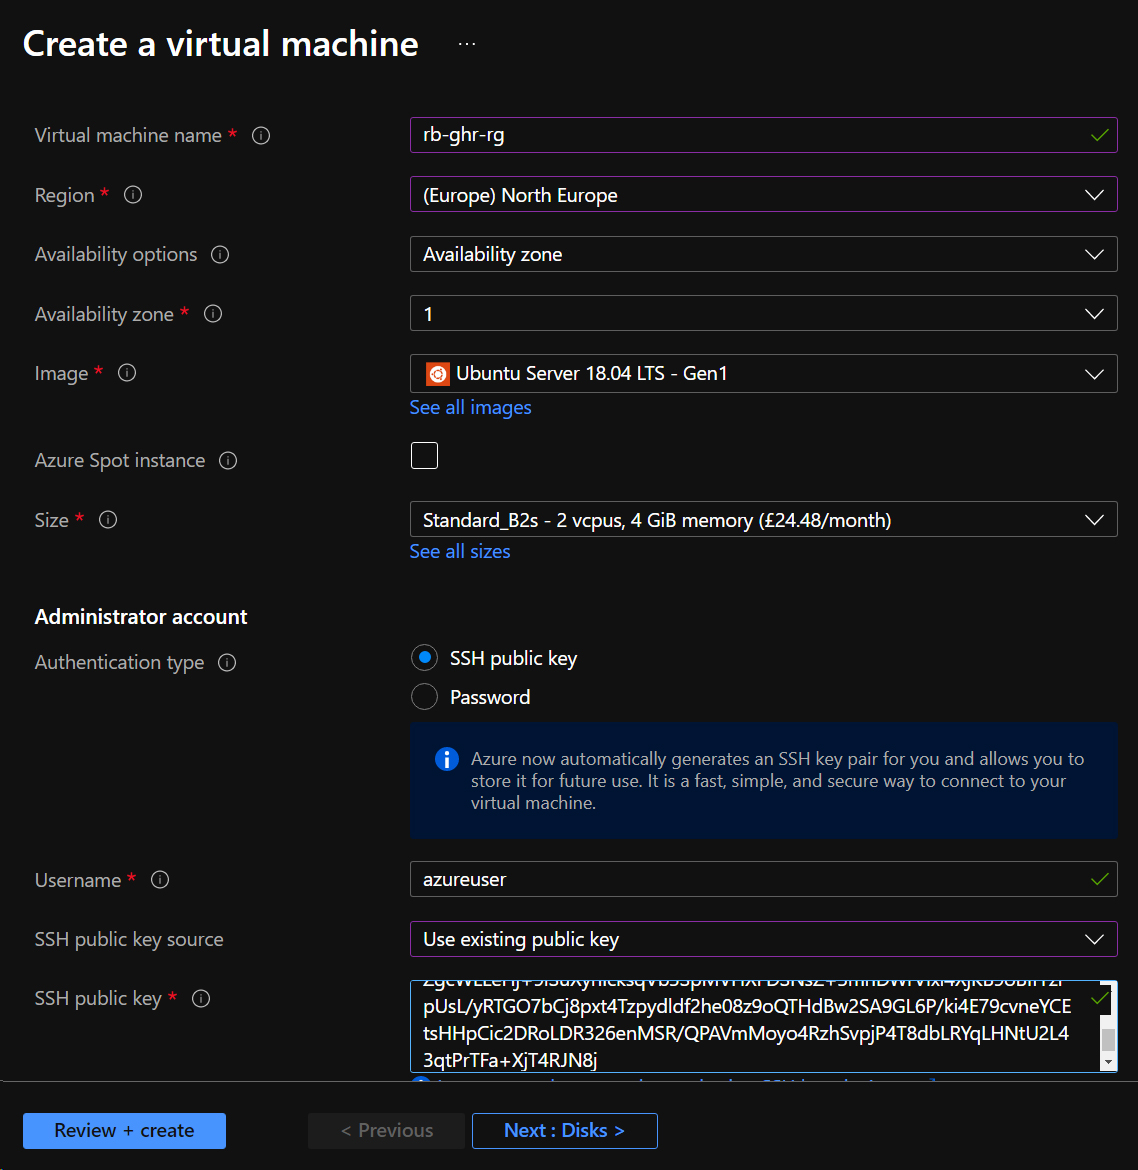 Create a virtual machine ...
Virtual machine name * rb-ghr-rg
Region * (Europe) North Europe
Availability options Availability zone
Availability zone * 1
Image * Ubuntu Server 18.04 LTS - Gen1
See all images
Azure Spot instance
Size * Standard_B2s - 2 vcpus, 4 GiB memory (£24.48/month)
See all sizes
Administrator account
Authentication type SSH public key
Password
Azure now automatically generates an SSH key pair for you and allows you to
store it for future use. It is a fast, simple, and secure way to connect to your
virtual machine.
Username * azureuser
SSH public key source Use existing public key
SSH public key *
pUsL/yRTGO7bCj8pxt4Tzpydldf2he08z9oQTHdBw2SA9GL6P/ki4E79cvneYCE
tsHHpCic2DRoLDR326enMSR/QPAVmMoyo4RzhSvpjP4T8dbLRYqLHNtU2L4
3qtPrTFa+XjT4RJN8j
Review + create
< Previous
Next : Disks >